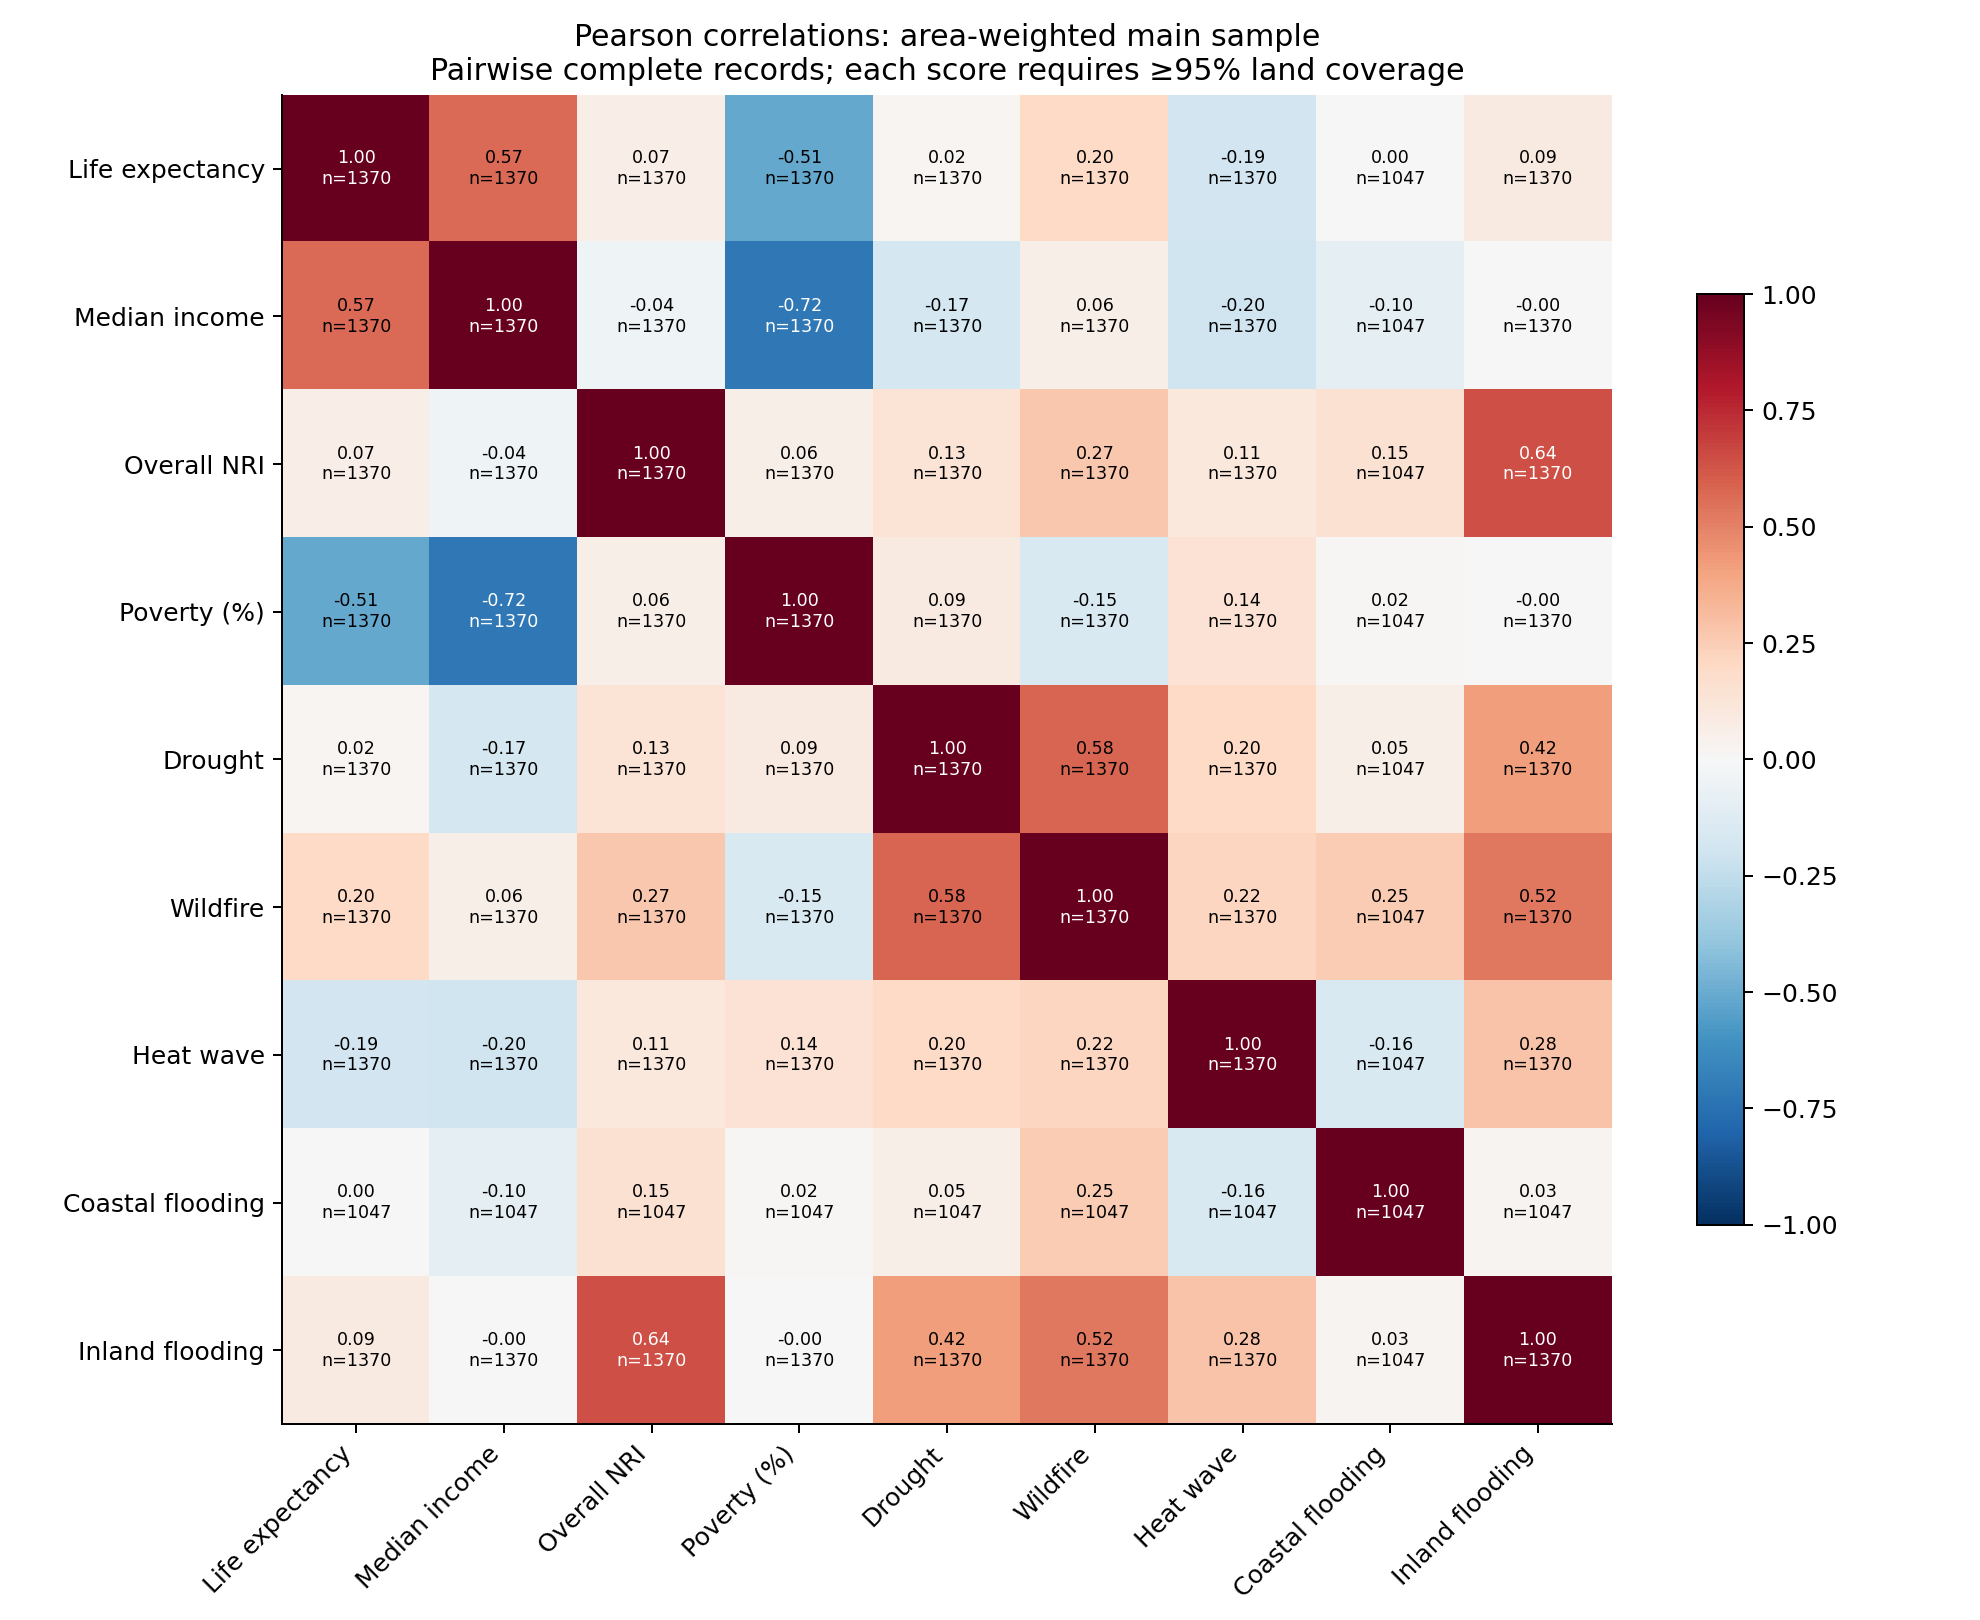 Pearson correlations: area-weighted main sample
Pairwise complete records; each score requires ≥95% land coverage
Life expectancy
1.00 0.57 0.07 -0.51 0.02 0.20 -0.19 0.00 0.09
n=1370 n=1370 n=1370 n=1370 n=1370 n=1370 n=1370 n=1047 n=1370
Median income
0.57 1.00 -0.04 -0.72 -0.17 0.06 -0.20 -0.10 -0.00
n=1370 n=1370 n=1370 n=1370 n=1370 n=1370 n=1370 n=1047 n=1370
Overall NRI
0.07 -0.04 1.00 0.06 0.13 0.27 0.11 0.15 0.64
n=1370 n=1370 n=1370 n=1370 n=1370 n=1370 n=1370 n=1047 n=1370
Poverty (%)
-0.51 -0.72 0.06 1.00 0.09 -0.15 0.14 0.02 -0.00
n=1370 n=1370 n=1370 n=1370 n=1370 n=1370 n=1370 n=1047 n=1370
Drought
0.02 -0.17 0.13 0.09 1.00 0.58 0.20 0.05 0.42
n=1370 n=1370 n=1370 n=1370 n=1370 n=1370 n=1370 n=1047 n=1370
Wildfire
0.20 0.06 0.27 -0.15 0.58 1.00 0.22 0.25 0.52
n=1370 n=1370 n=1370 n=1370 n=1370 n=1370 n=1370 n=1047 n=1370
Heat wave
-0.19 -0.20 0.11 0.14 0.20 0.22 1.00 -0.16 0.28
n=1370 n=1370 n=1370 n=1370 n=1370 n=1370 n=1370 n=1047 n=1370
Coastal flooding
0.00 -0.10 0.15 0.02 0.05 0.25 -0.16 1.00 0.03
n=1047 n=1047 n=1047 n=1047 n=1047 n=1047 n=1047 n=1047 n=1047
Inland flooding
0.09 -0.00 0.64 -0.00 0.42 0.52 0.28 0.03 1.00
n=1370 n=1370 n=1370 n=1370 n=1370 n=1370 n=1370 n=1047 n=1370
Life expectancy
Median income
Overall NRI
Poverty (%)
Drought
Wildfire
Heat wave
Coastal flooding
Inland flooding
1.00
0.75
0.50
0.25
0.00
−0.25
−0.50
−0.75
−1.00